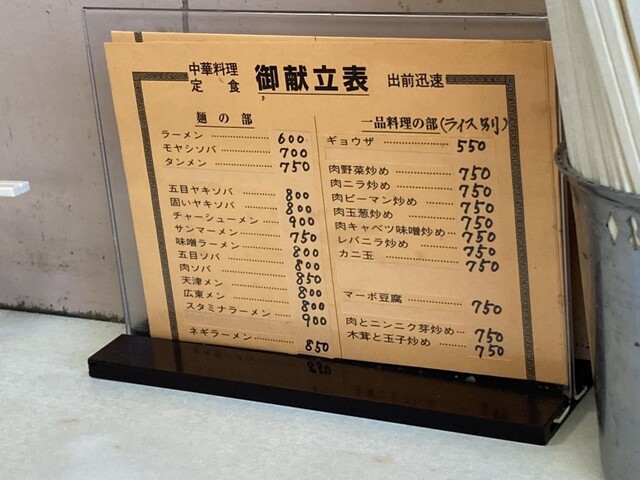 中華料理
定食
御献立表
出前迅速
麺の部
ラーメン 600
モヤシソバ 700
タンメン 750
五目ヤキソバ 800
固いヤキソバ 800
チャーシューメン 900
サンマーメン 750
味噌ラーメン 800
五目ソバ 800
肉ソバ 850
天津メン 800
広東メン 800
スタミナラーメン 900
ネギラーメン 850
820
一品料理の部(ライス別)
ギョウザ 550
肉野菜炒め 750
肉ニラ炒め 750
肉ピーマン炒め 750
肉玉葱炒め 750
肉キャベツ味噌炒め 750
レバニラ炒め 750
カニ玉 750
マーボ豆腐 750
肉とニンニク芽炒め 750
木茸と玉子炒め 750